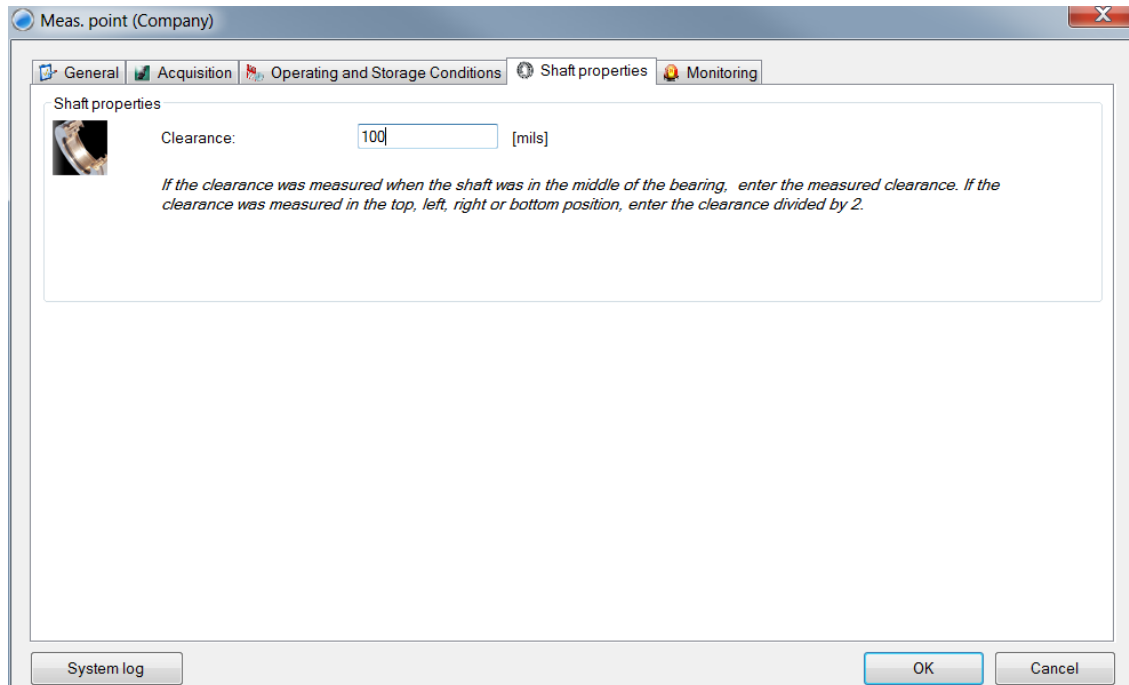 Meas. point (Company)
X
General Acquisition Operating and Storage Conditions Shaft properties Monitoring
Shaft properties
Clearance: 100 [mils]
If the clearance was measured when the shaft was in the middle of the bearing, enter the measured clearance. If the
clearance was measured in the top, left, right or bottom position, enter the clearance divided by 2.
System log OK Cancel